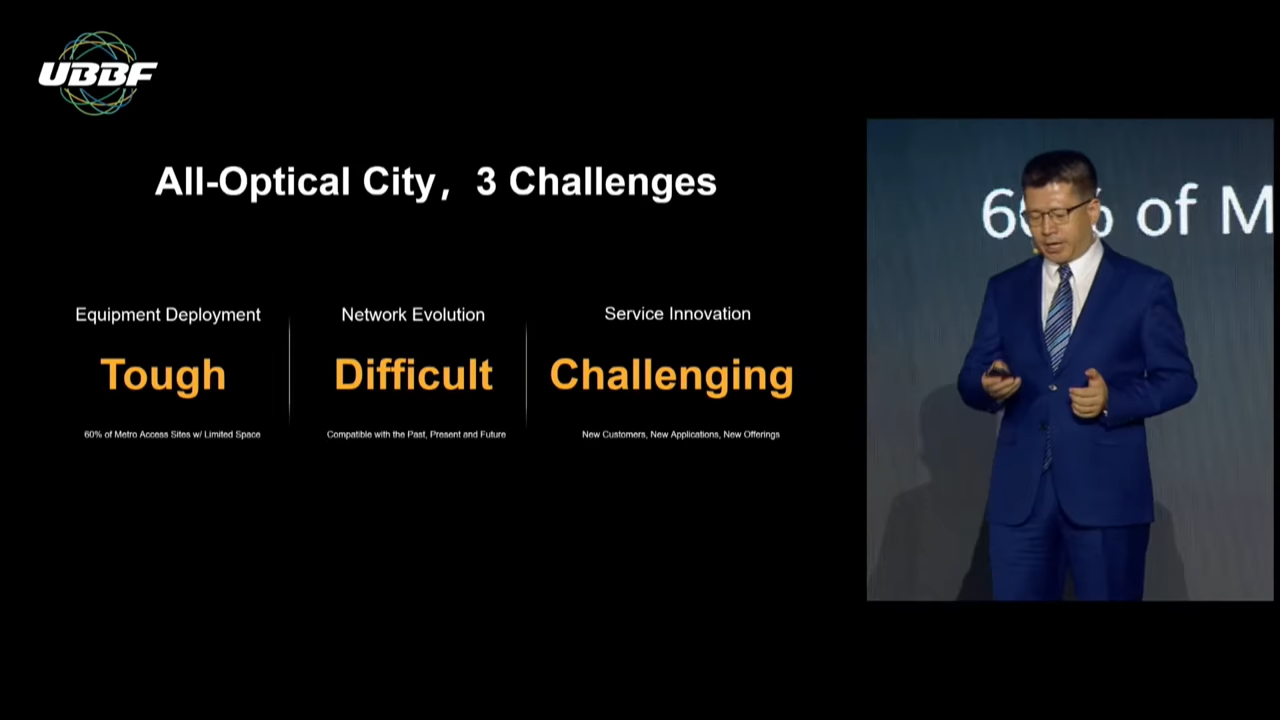 UBBF
All-Optical City, 3 Challenges
Equipment Deployment
Tough
60% of Metro Access Sites w/ Limited Space
Network Evolution
Difficult
Compatible with the Past, Present and Future
Service Innovation
Challenging
New Customers, New Applications, New Offerings
60% of M